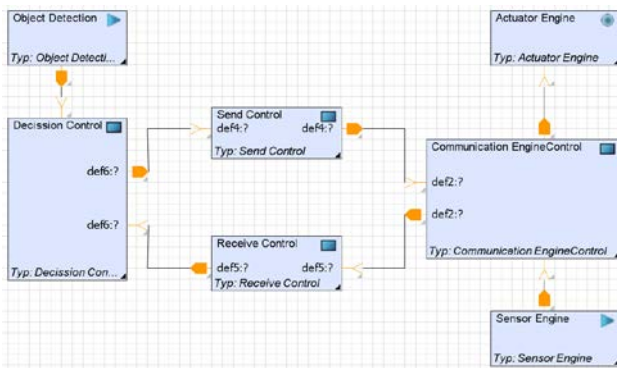 Object Detection
Typ: Object Detecti...
Actuator Engine
Typ: Actuator Engine
Decission Control
def6:?
def6:?
Typ: Decission Con...
Send Control
def4:? def4:?
Typ: Send Control
Receive Control
def5:? def5:?
Typ: Receive Control
Communication EngineControl
def2:?
def2:?
Typ: Communication EngineControl
Sensor Engine
Typ: Sensor Engine